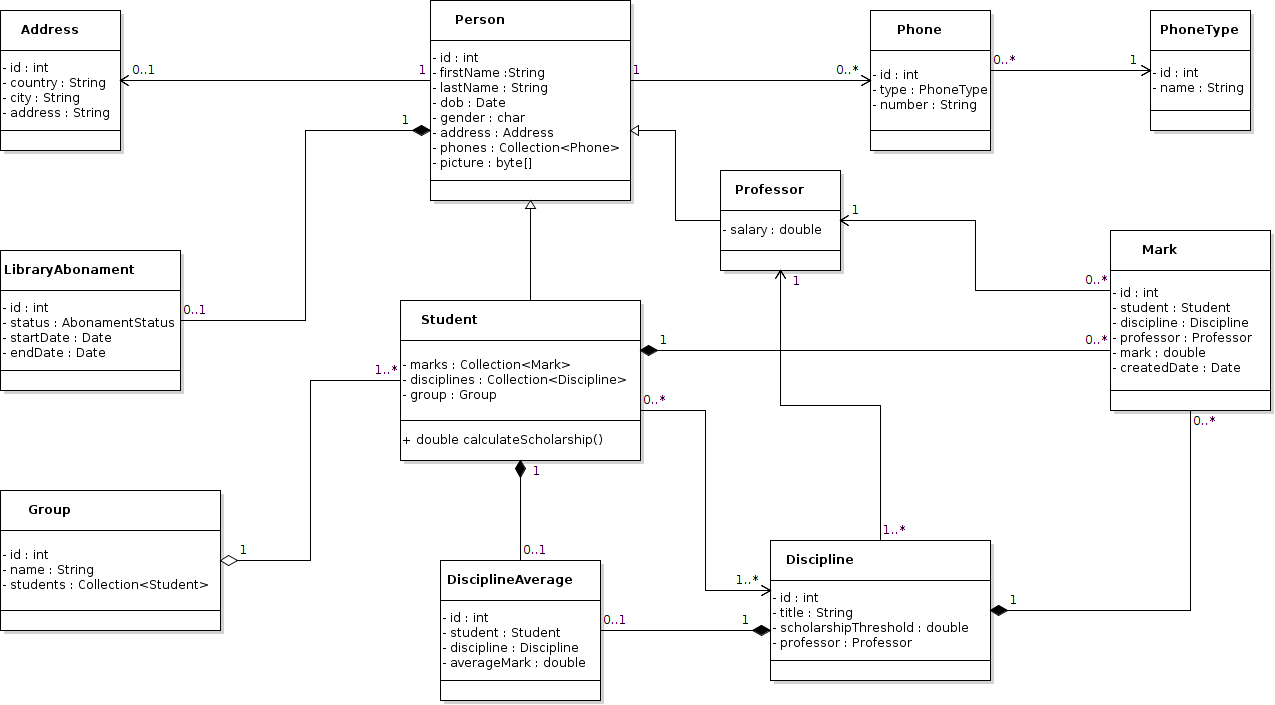 Address
- id : int
- country : String
- city : String
- address : String
0..1
1
Person
- id : int
- firstName :String
- lastName : String
- dob : Date
- gender : char
- address : Address
- phones : Collection<Phone>
- picture : byte[]
1
0..*
Phone
- id : int
- type : PhoneType
- number : String
0..*
1
PhoneType
- id : int
- name : String
1
Professor
- salary : double
1
1
LibraryAbonament
- id : int
- status : AbonamentStatus
- startDate : Date
- endDate : Date
0..1
Mark
- id : int
- student : Student
- discipline : Discipline
- professor : Professor
- mark : double
- createdDate : Date
0..*
0..*
0..*
Student
- marks : Collection<Mark>
- disciplines : Collection<Discipline>
- group : Group
+ double calculateScholarship()
1
1..*
0..*
1
Group
- id : int
- name : String
- students : Collection<Student>
1
0..1
DisciplineAverage
- id : int
- student : Student
- discipline : Discipline
- averageMark : double
0..1
1
1..*
1..*
Discipline
- id : int
- title : String
- scholarshipThreshold : double
- professor : Professor
1